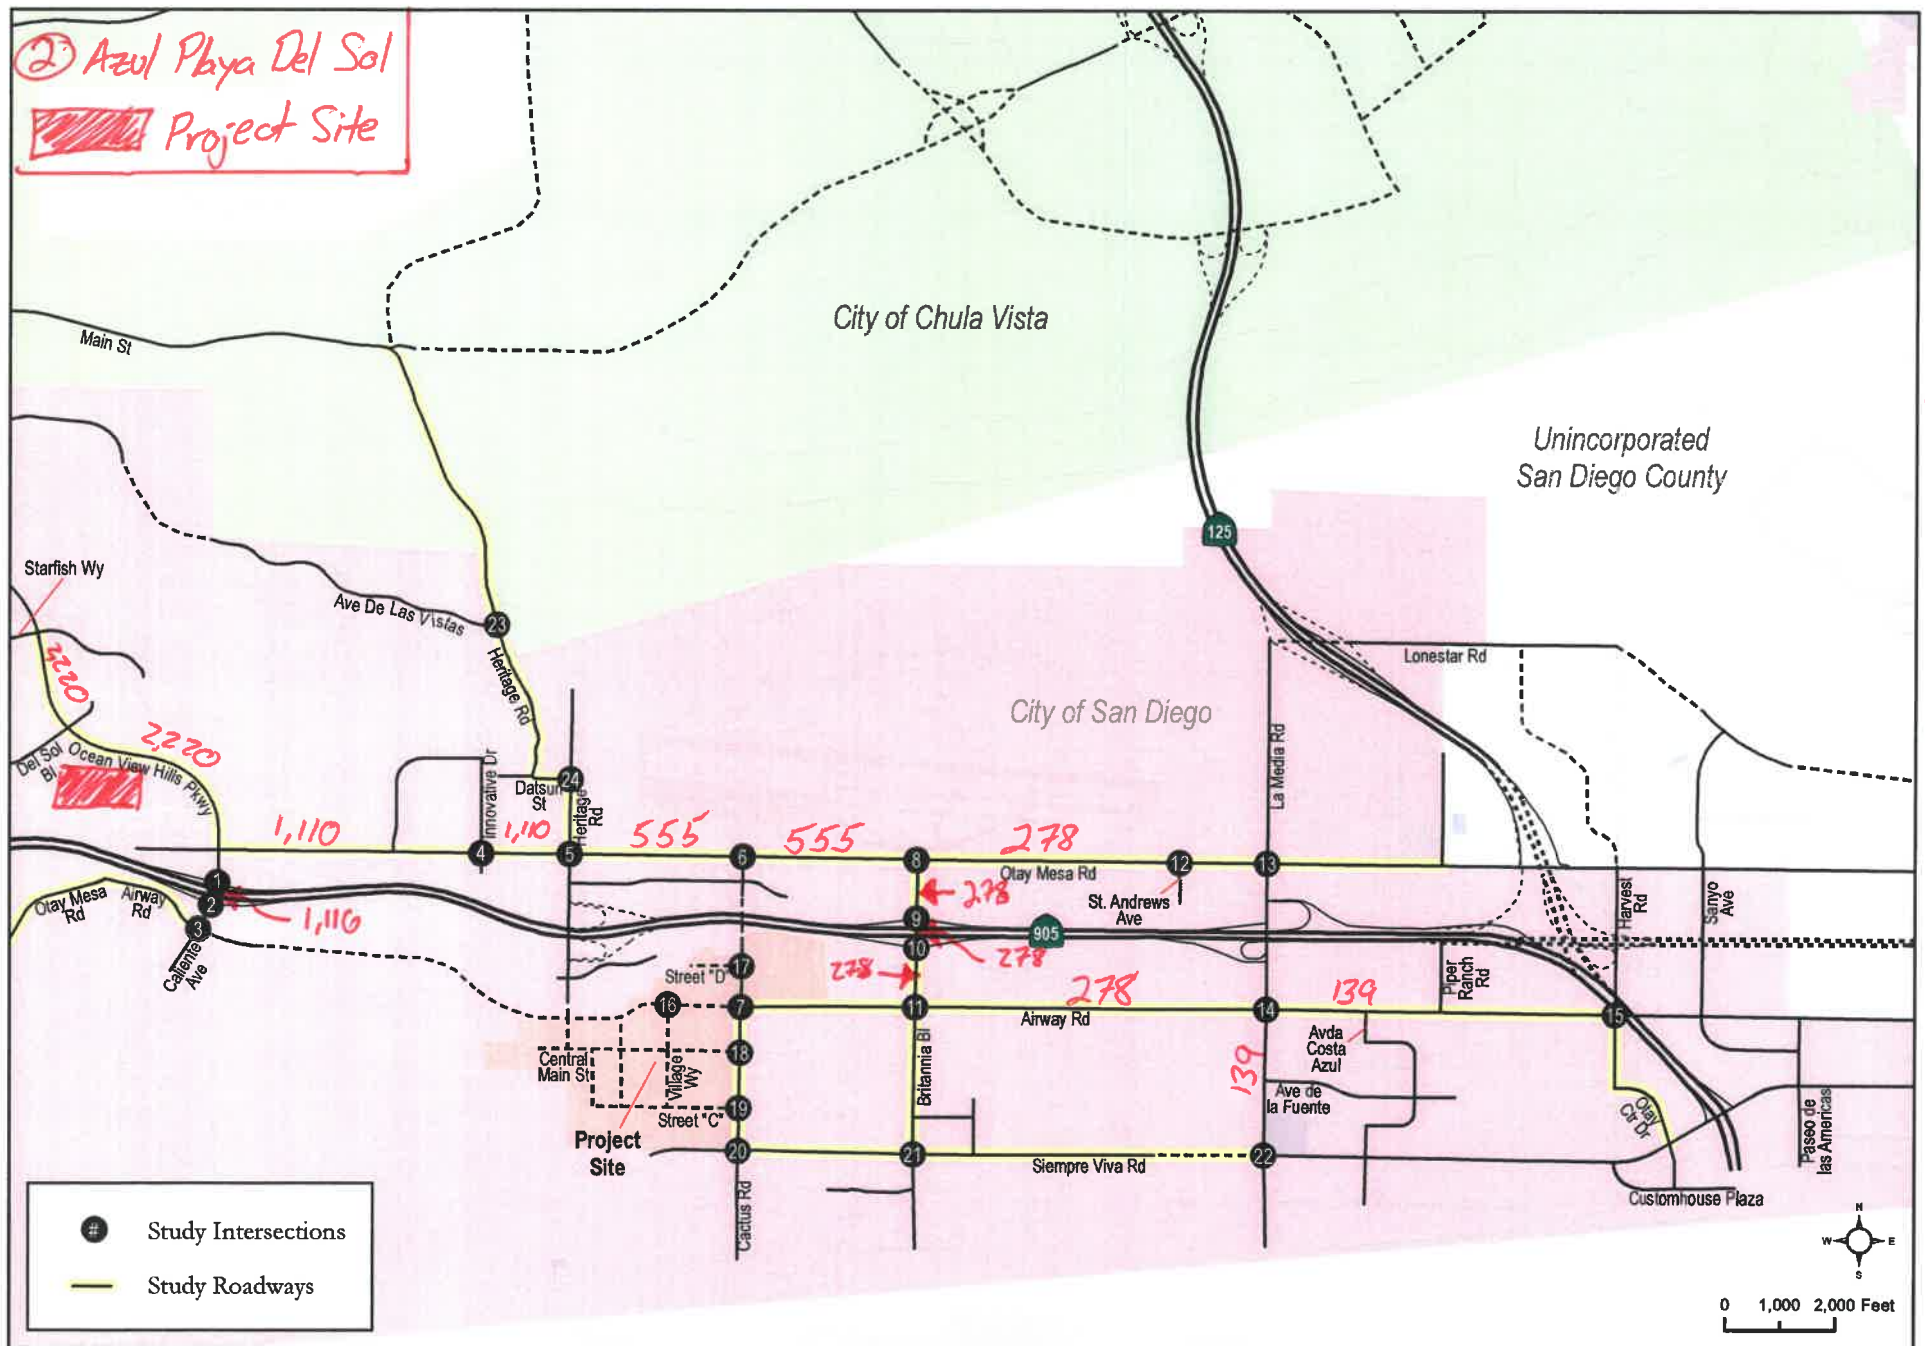 ② Azul Playa Del Sol
Project Site
City of Chula Vista
Main St
Unincorporated
San Diego County
125
Starfish Wy
Ave De Las Vistas
23
Heritage Rd
2220
City of San Diego
Lonestar Rd
La Media Rd
Del Sol
Bl
Ocean View Hills Pkwy
2,220
Innovative Dr
Datsun
St
24
Heritage
Rd
1,110
1,110
555
555
278
4
5
6
8
12
13
Otay Mesa Rd
St. Andrews
Ave
1
2
3
Otay Mesa
Rd
Airway
Rd
Caliente
Ave
1,110
278
9
10
905
278
278
Harvest
Rd
Sanyo
Ave
Piper
Ranch
Rd
17
Street "D"
16
7
11
278
Airway Rd
14
139
15
Central
Main St
18
Village
Wy
Britannia Bl
139
Avda
Costa
Azul
Ave de
la Fuente
Street "C"
19
Project
Site
20
21
Siempre Viva Rd
22
Otay
Ctr Dr
Paseo de
las Americas
Customhouse Plaza
Cactus Rd
# Study Intersections
Study Roadways
N
W E
S
0 1,000 2,000 Feet